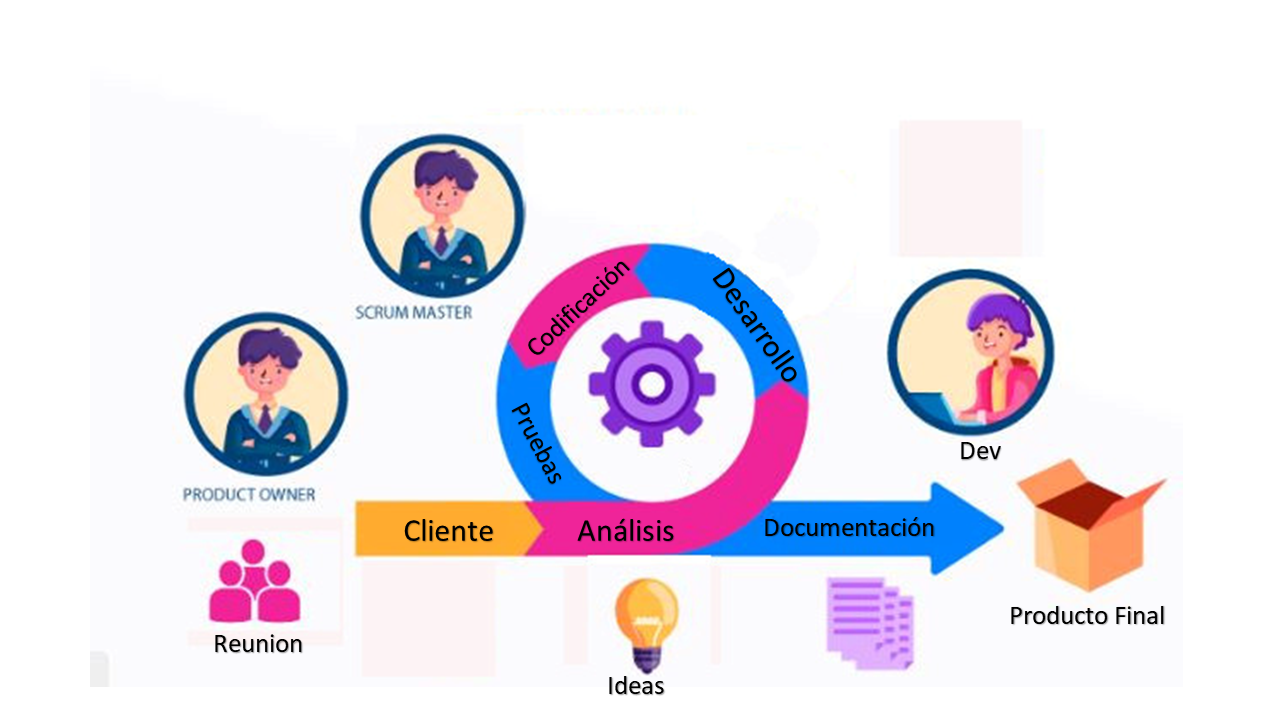 SCRUM MASTER
PRODUCT OWNER
Codificación
Desarrollo
Pruebas
Dev
Cliente
Análisis
Documentación
Producto Final
Reunion
Ideas